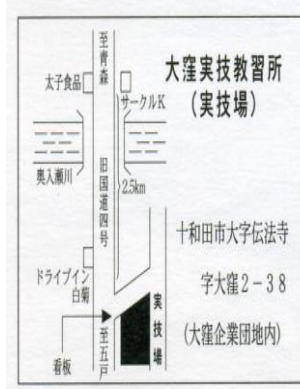 大窪実技教習所
(実技場)
至青森
太子食品
サークルK
奥入瀬川
旧国道四号
2.5km
十和田市大字伝法寺
字大窪2-38
(大窪企業団地内)
ドライブイン
白菊
実技場
看板
至五戸